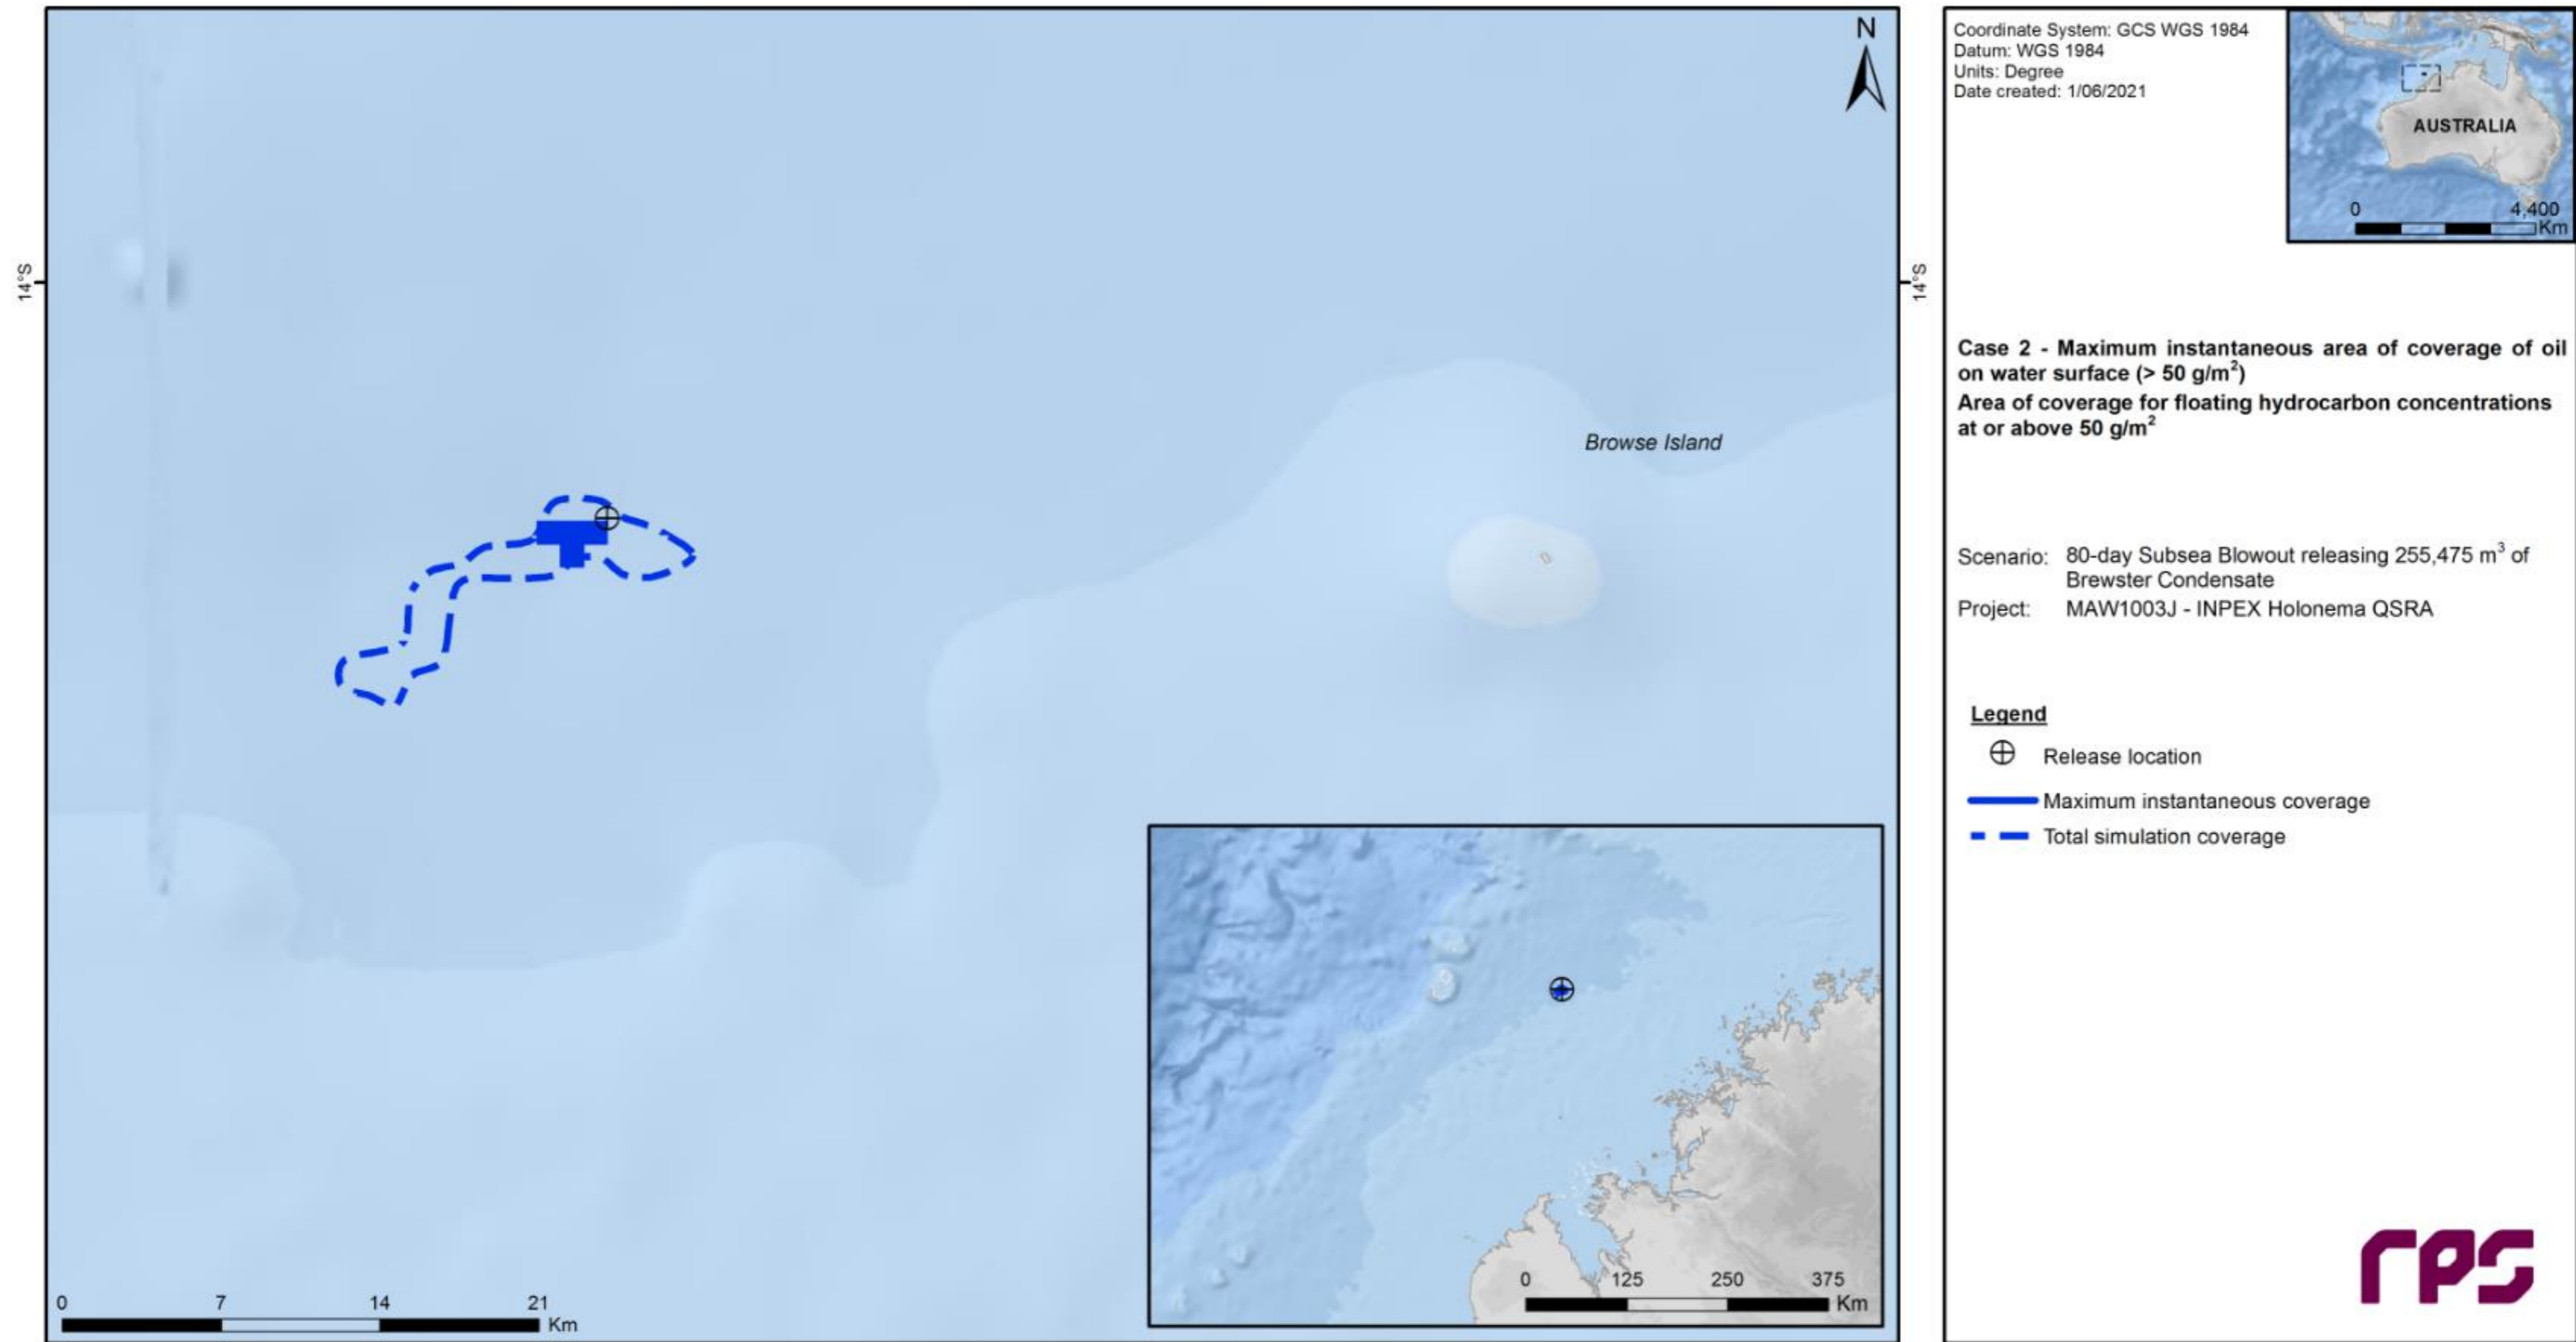 N
14°S
14°S
Browse Island
0 7 14 21
Km
0 125 250 375
Km
Coordinate System: GCS WGS 1984
Datum: WGS 1984
Units: Degree
Date created: 1/06/2021
AUSTRALIA
0 4,400
Km
Case 2 - Maximum instantaneous area of coverage of oil
on water surface (> 50 g/m²)
Area of coverage for floating hydrocarbon concentrations
at or above 50 g/m²
Scenario: 80-day Subsea Blowout releasing 255,475 m³ of
Brewster Condensate
Project: MAW1003J - INPEX Holonema QSRA
Legend
Release location
Maximum instantaneous coverage
Total simulation coverage
rps